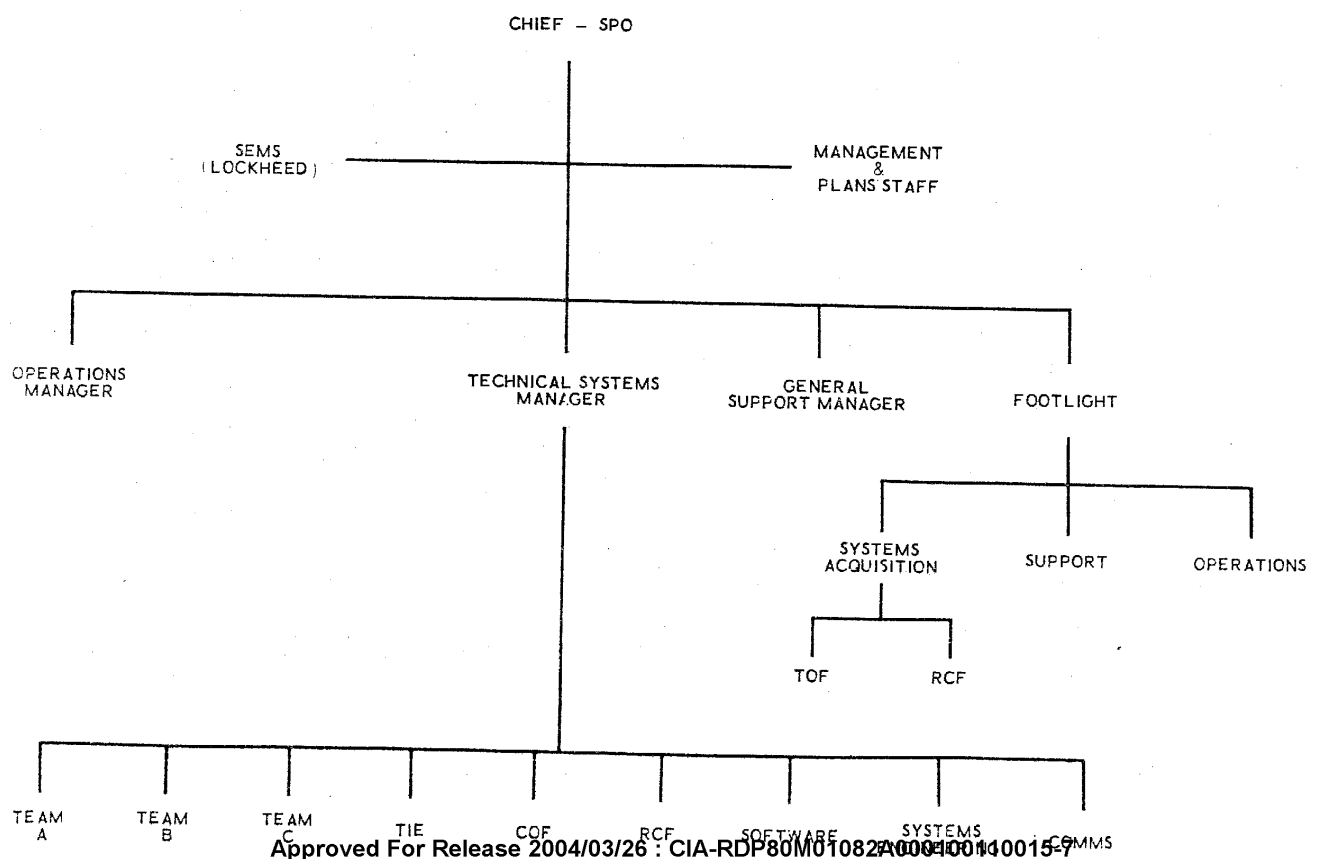 CHIEF – SPO
SEMS
(LOCKHEED)
MANAGEMENT
&
PLANS STAFF
OPERATIONS
MANAGER
TECHNICAL SYSTEMS
MANAGER
GENERAL
SUPPORT MANAGER
FOOTLIGHT
SYSTEMS
ACQUISITION
SUPPORT
OPERATIONS
TOF
RCF
TEAM
A
TEAM
B
TEAM
C
TIE
COF
RCF
SOFTWARE
SYSTEMS
ENGINEERING
COMMS
Approved For Release 2004/03/26 : CIA-RDP80M01082A000100110015-7